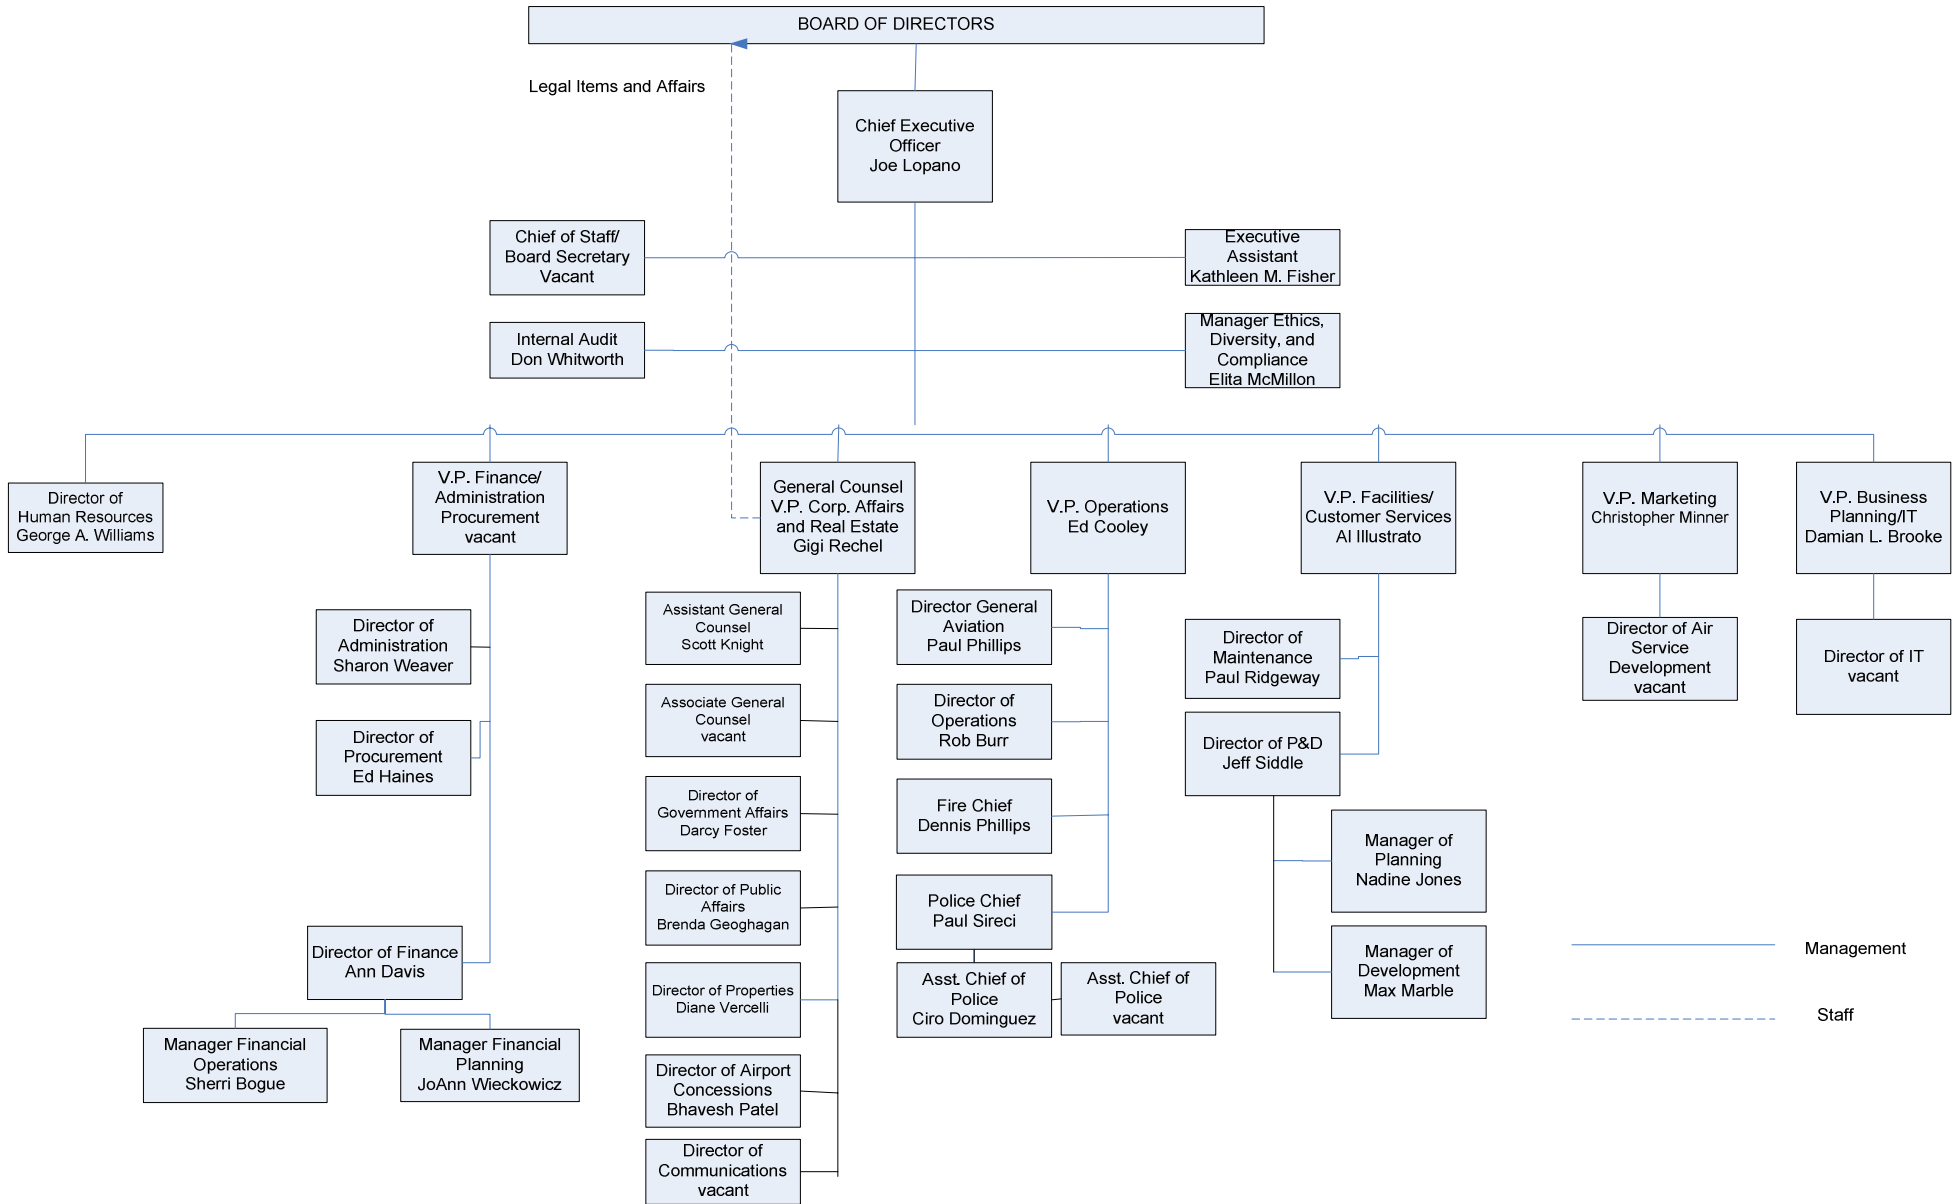 BOARD OF DIRECTORS
Legal Items and Affairs
Chief Executive
Officer
Joe Lopano
Chief of Staff/
Board Secretary
Vacant
Executive
Assistant
Kathleen M. Fisher
Internal Audit
Don Whitworth
Manager Ethics,
Diversity, and
Compliance
Elita McMillon
Director of
Human Resources
George A. Williams
V.P. Finance/
Administration
Procurement
vacant
General Counsel
V.P. Corp. Affairs
and Real Estate
Gigi Rechel
V.P. Operations
Ed Cooley
V.P. Facilities/
Customer Services
Al Illustrato
V.P. Marketing
Christopher Minner
V.P. Business
Planning/IT
Damian L. Brooke
Director of
Administration
Sharon Weaver
Director of
Procurement
Ed Haines
Director of Finance
Ann Davis
Manager Financial
Operations
Sherri Bogue
Manager Financial
Planning
JoAnn Wieckowicz
Assistant General
Counsel
Scott Knight
Associate General
Counsel
vacant
Director of
Government Affairs
Darcy Foster
Director of Public
Affairs
Brenda Geoghagan
Director of Properties
Diane Vercelli
Director of Airport
Concessions
Bhavesh Patel
Director of
Communications
vacant
Director General
Aviation
Paul Phillips
Director of
Operations
Rob Burr
Fire Chief
Dennis Phillips
Police Chief
Paul Sireci
Asst. Chief of
Police
Ciro Dominguez
Asst. Chief of
Police
vacant
Director of
Maintenance
Paul Ridgeway
Director of P&D
Jeff Siddle
Manager of
Planning
Nadine Jones
Manager of
Development
Max Marble
Director of Air
Service
Development
vacant
Director of IT
vacant
Management
Staff